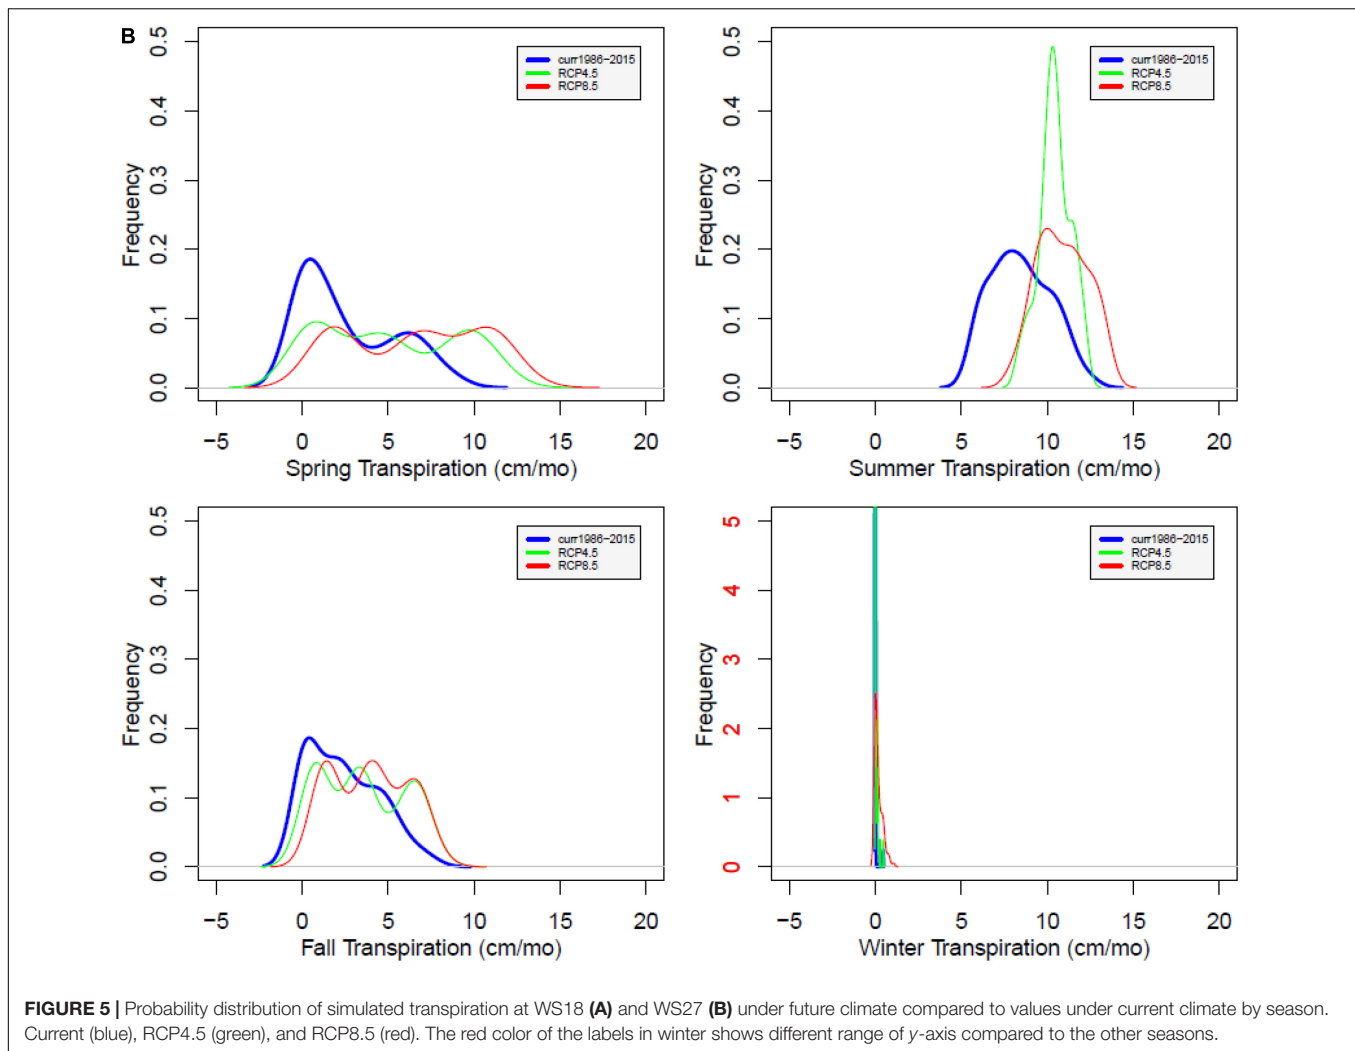 B
0.5
0.4
0.3
0.2
0.1
0.0
Frequency
curr1986-2015
RCP4.5
RCP8.5
−5 0 5 10 15 20
Spring Transpiration (cm/mo)
0.5
0.4
0.3
0.2
0.1
0.0
Frequency
curr1986-2015
RCP4.5
RCP8.5
−5 0 5 10 15 20
Summer Transpiration (cm/mo)
0.5
0.4
0.3
0.2
0.1
0.0
Frequency
curr1986-2015
RCP4.5
RCP8.5
−5 0 5 10 15 20
Fall Transpiration (cm/mo)
5
4
3
2
1
0
Frequency
curr1986-2015
RCP4.5
RCP8.5
−5 0 5 10 15 20
Winter Transpiration (cm/mo)
FIGURE 5 | Probability distribution of simulated transpiration at WS18 (A) and WS27 (B) under future climate compared to values under current climate by season.
Current (blue), RCP4.5 (green), and RCP8.5 (red). The red color of the labels in winter shows different range of y-axis compared to the other seasons.